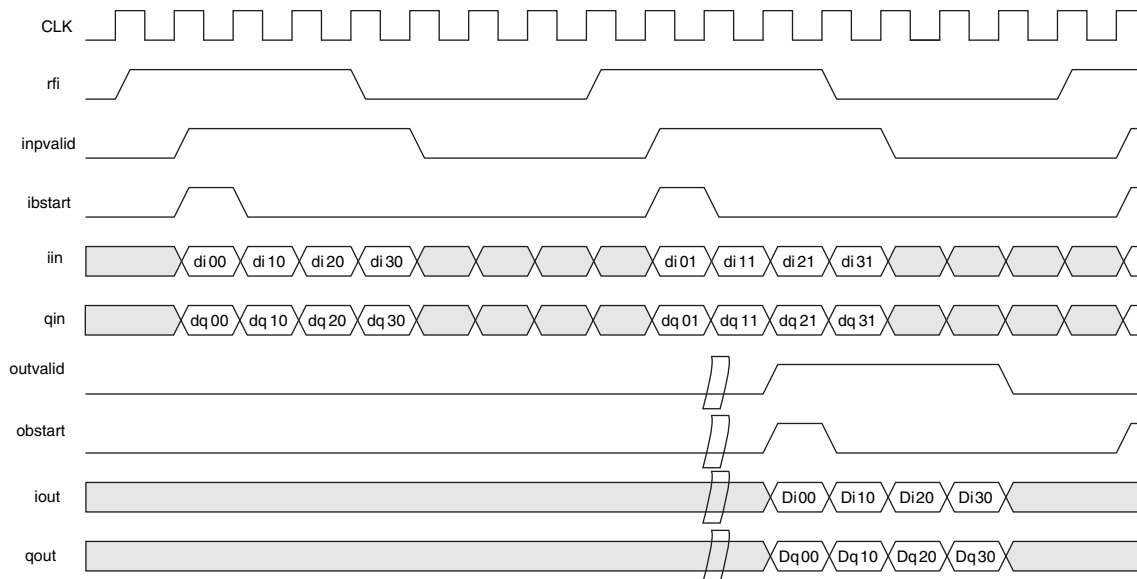 CLK
rfi
inpvalid
ibstart
iin di 00 di 10 di 20 di 30 di 01 di 11 di 21 di 31
qin dq 00 dq 10 dq 20 dq 30 dq 01 dq 11 dq 21 dq 31
outvalid
obstart
iout Di00 Di10 Di20 Di30
qout Dq00 Dq10 Dq20 Dq30